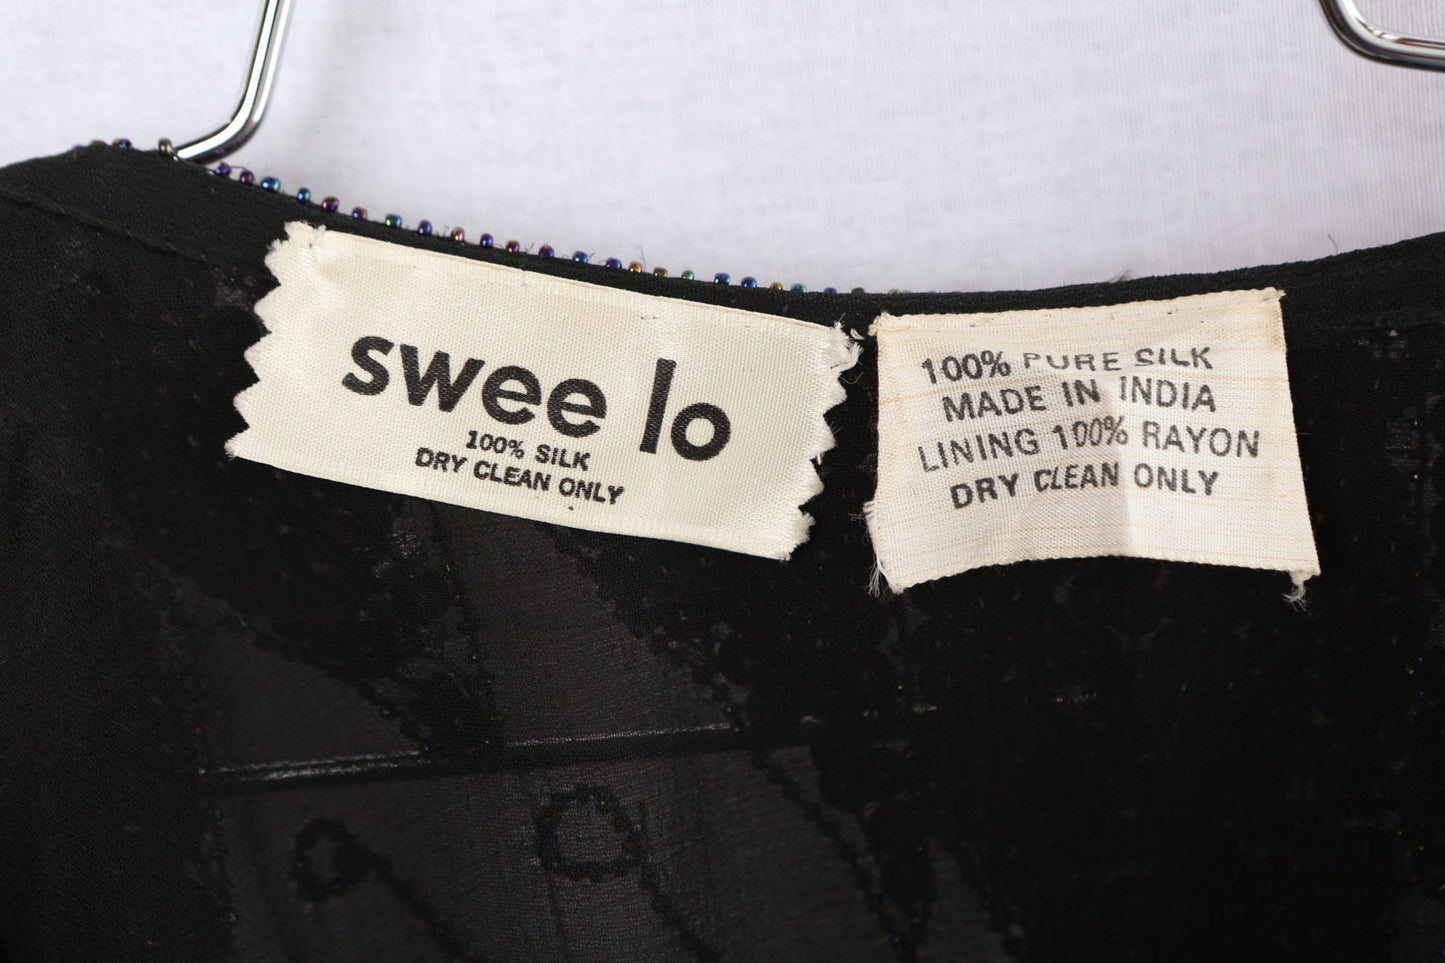 swee lo
100% SILK
DRY CLEAN ONLY
100% PURE SILK
MADE IN INDIA
LINING 100% RAYON
DRY CLEAN ONLY